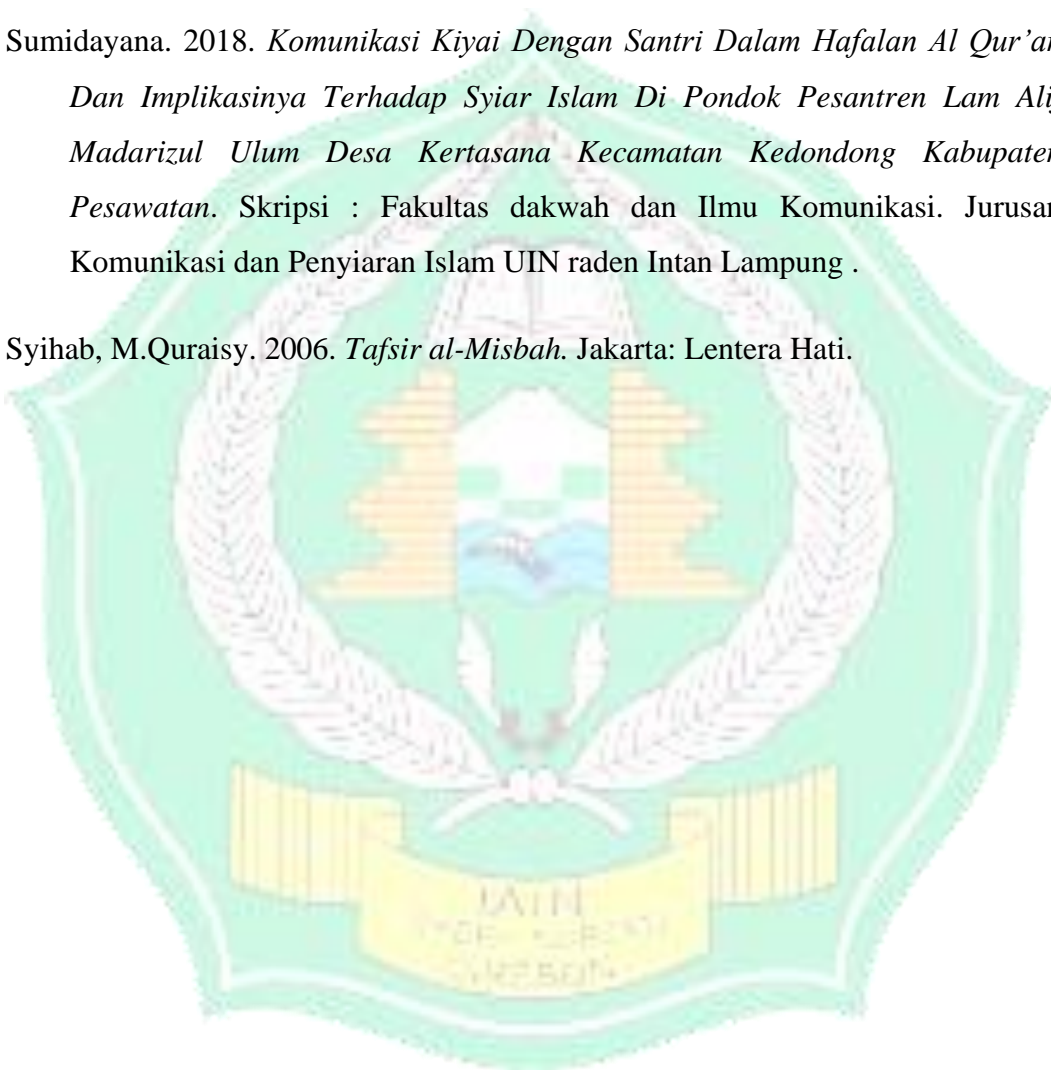 Sumidayana. 2018. Komunikasi Kiyai Dengan Santri Dalam Hafalan Al Qur'an
Dan Implikasinya Terhadap Syiar Islam Di Pondok Pesantren Lam Alif
Madarizul Ulum Desa Kertasana Kecamatan Kedondong Kabupaten
Pesawatan. Skripsi : Fakultas dakwah dan Ilmu Komunikasi. Jurusan
Komunikasi dan Penyiaran Islam UIN raden Intan Lampung .
Syihab, M.Quraisy. 2006. Tafsir al-Misbah. Jakarta: Lentera Hati.
IAIN